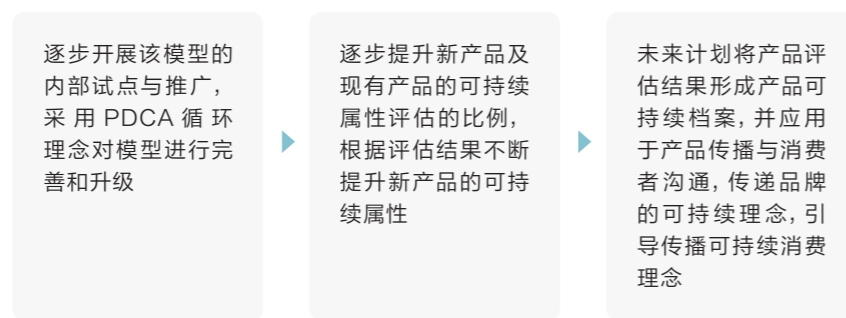 逐步开展该模型的
内部试点与推广，
采用PDCA循环
理念对模型进行完
善和升级
逐步提升新产品及
现有产品的可持续
属性评估的比例，
根据评估结果不断
提升新产品的可持
续属性
未来计划将产品评
估结果形成产品可
持续档案，并应用
于产品传播与消费
者沟通，传递品牌
的可持续理念，引
导传播可持续消费
理念